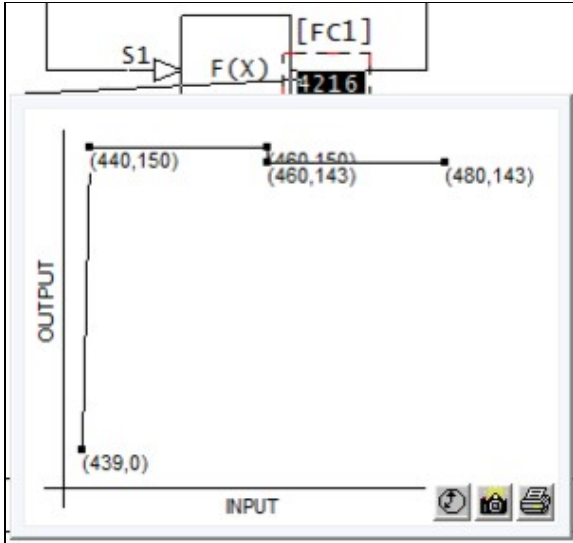 [FC1]
S1
F(X)
4216
(440,150)
(460,150)
(460,143)
(480,143)
OUTPUT
(439,0)
INPUT